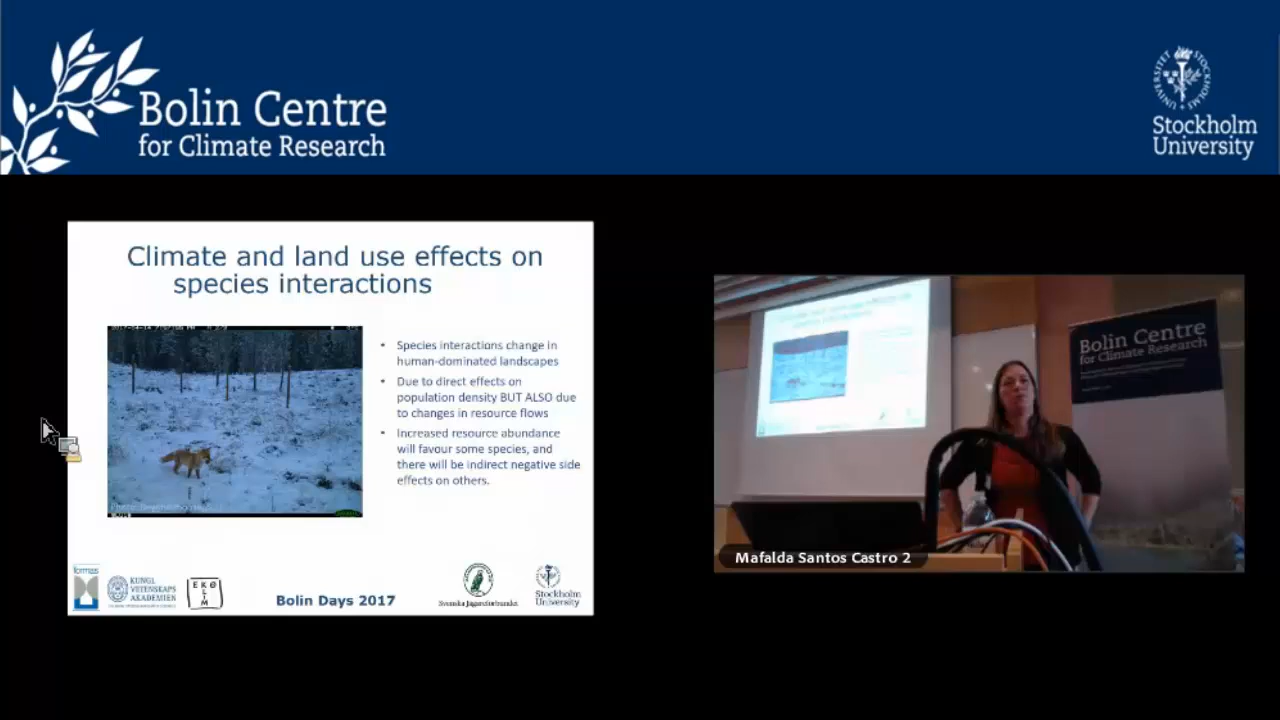 Bolin Centre
for Climate Research
Stockholm
University
Climate and land use effects on
species interactions
• Species interactions change in
human-dominated landscapes
• Due to direct effects on
population density BUT ALSO due
to changes in resource flows
• Increased resource abundance
will favour some species, and
there will be indirect negative side
effects on others.
formas
KUNGL.
VETENSKAPS
AKADEMIEN
EKO
KLIM
Bolin Days 2017
Svenska Jägareförbundet
Stockholm
University
Bolin Centre
for Climate Research
Mafalda Santos Castro 2